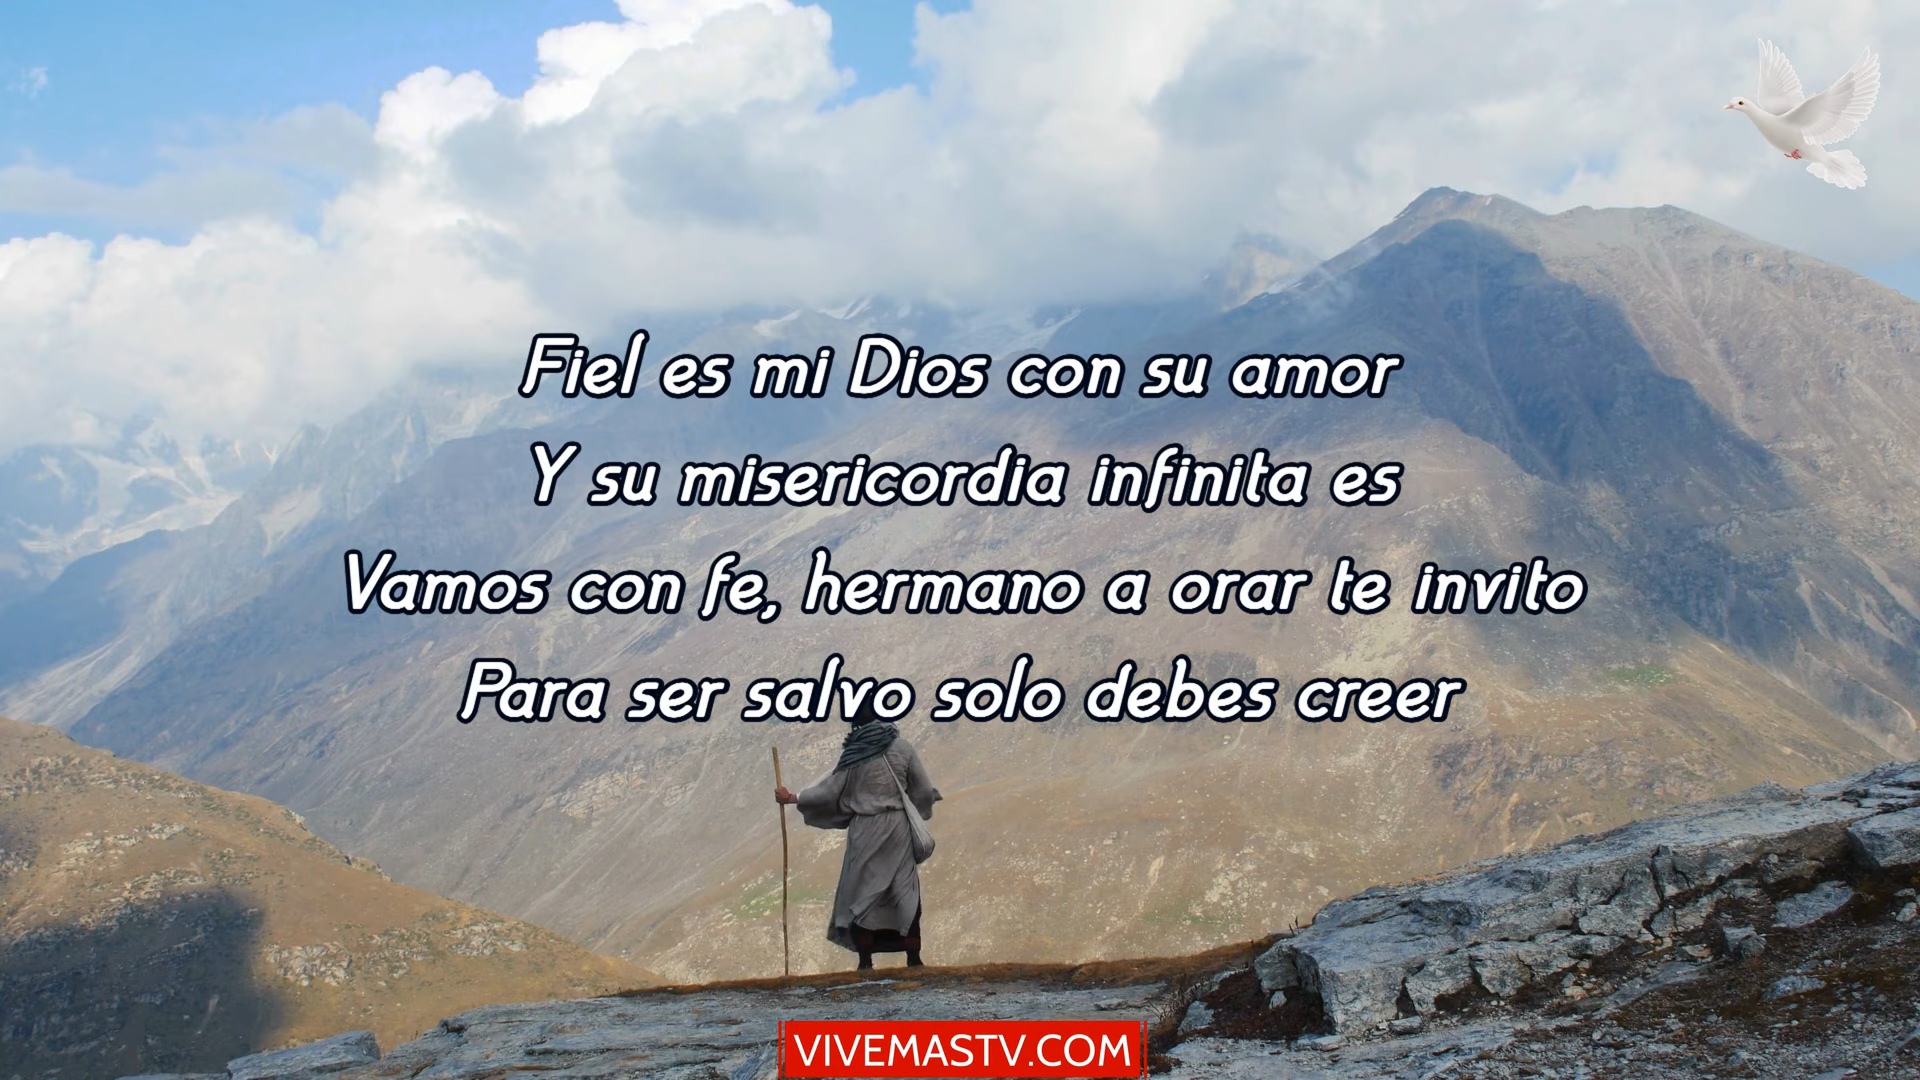 Fiel es mi Dios con su amor
Y su misericordia infinita es
Vamos con fe, hermano a orar te invito
Para ser salvo solo debes creer
VIVEMASTV.COM